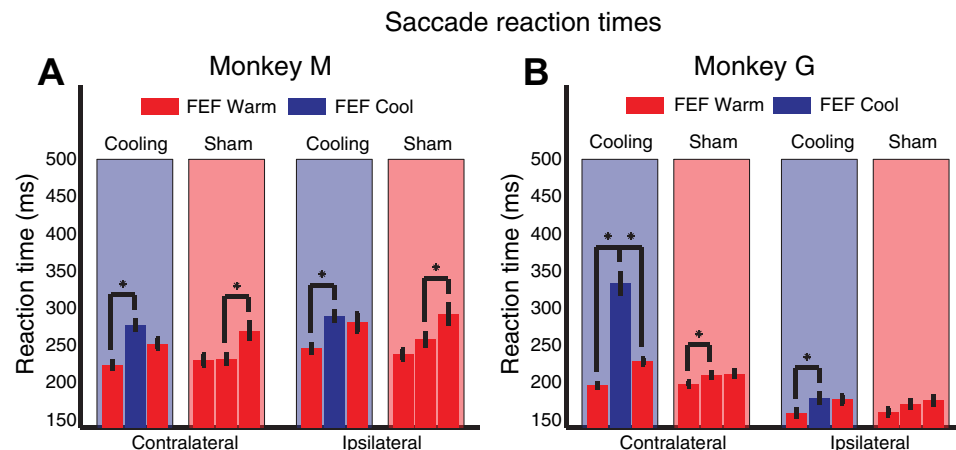 Saccade reaction times
A
Monkey M
FEF Warm
FEF Cool
Cooling
Sham
Cooling
Sham
Reaction time (ms)
500
450
400
350
300
250
200
150
*
*
*
*
Contralateral
Ipsilateral
B
Monkey G
FEF Warm
FEF Cool
Cooling
Sham
Cooling
Sham
Reaction time (ms)
500
450
400
350
300
250
200
150
* *
*
*
Contralateral
Ipsilateral